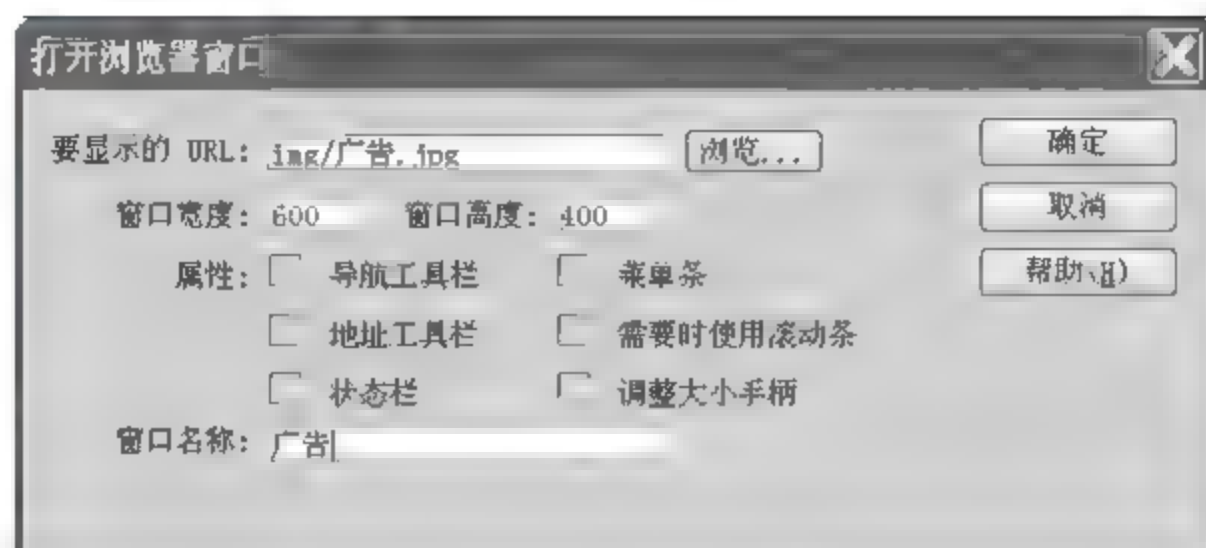 打开浏览器窗口
要显示的 URL: img/广告.jpg 浏览... 确定
窗口宽度: 600 窗口高度: 400 取消
属性: 导航工具栏 菜单条 帮助(H)
地址工具栏 需要时使用滚动条
状态栏 调整大小手柄
窗口名称: 广告